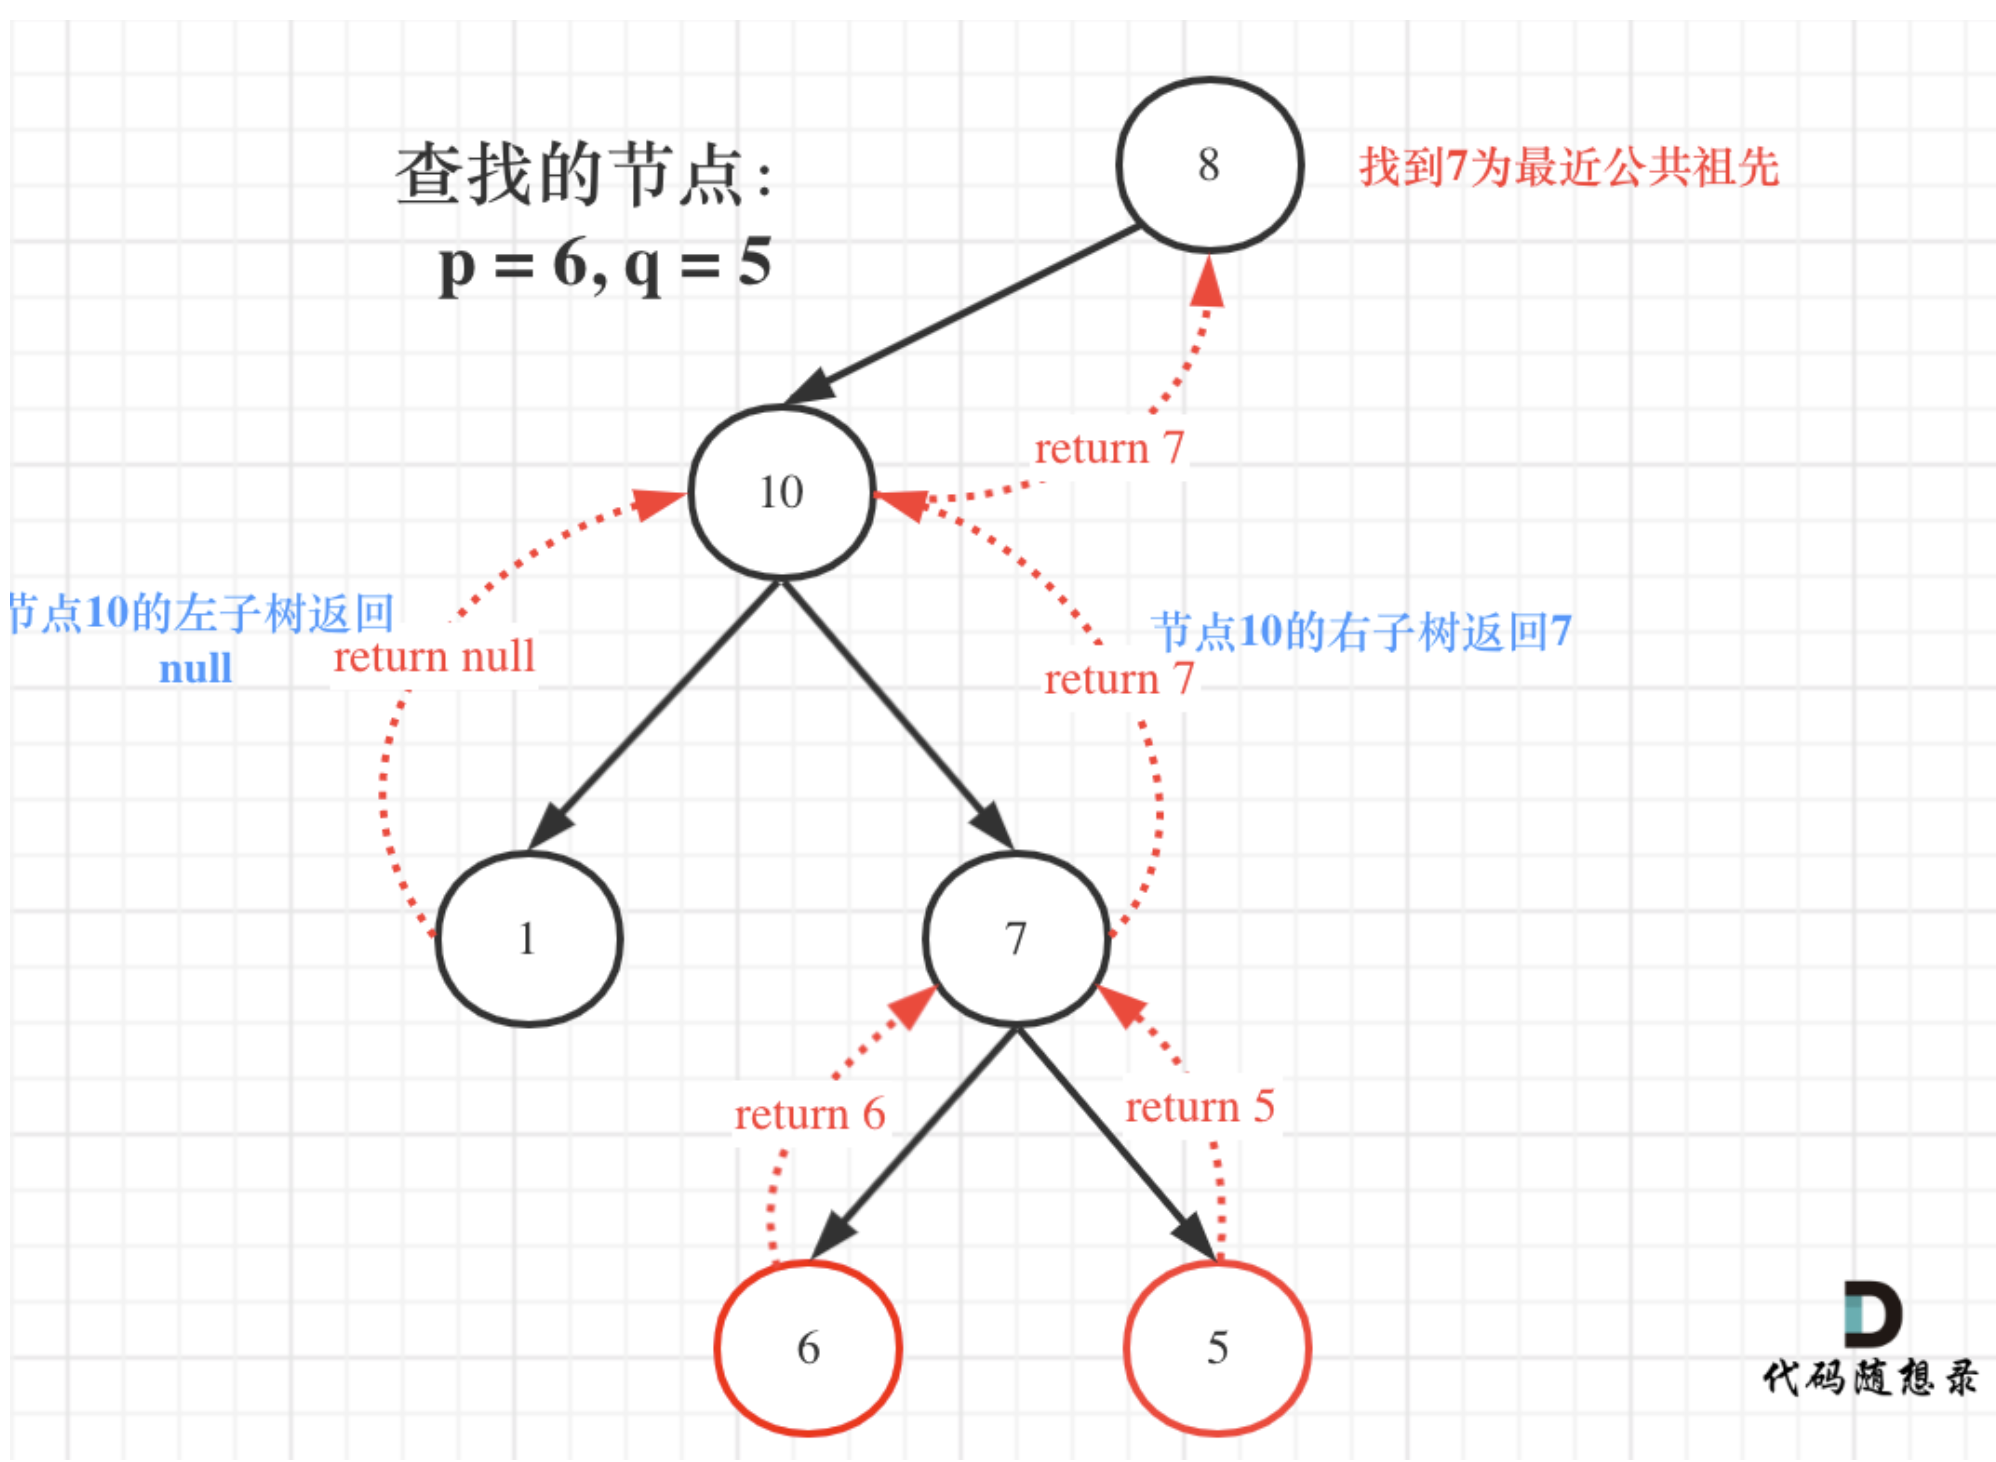 8
找到7为最近公共祖先
查找的节点：
p = 6, q = 5
return 7
10
节点10的左子树返回
null
return null
节点10的右子树返回7
return 7
1
7
return 6
return 5
6
5
代码随想录